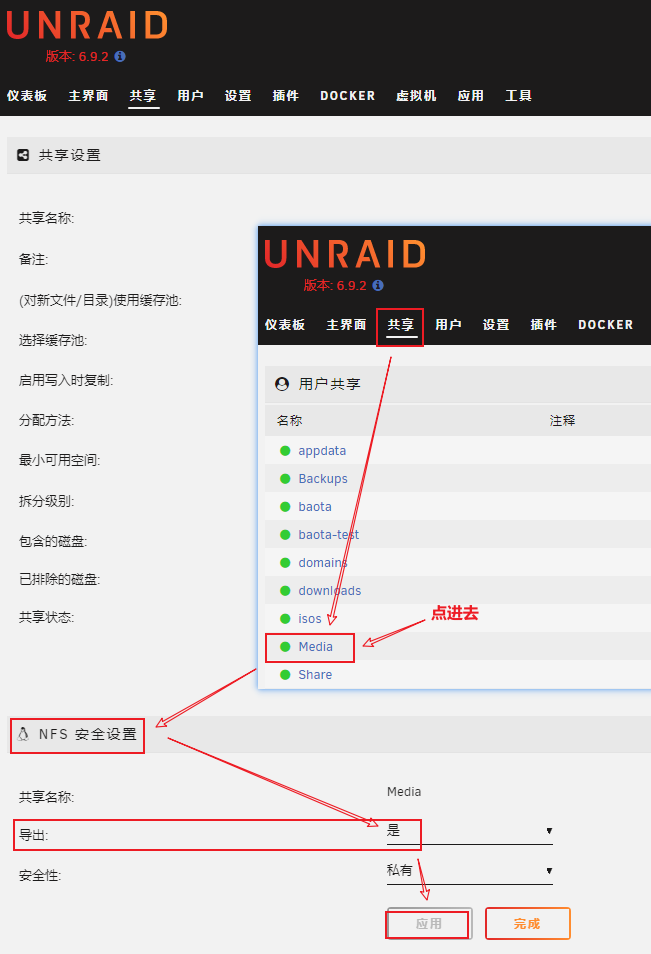 UNRAID
版本: 6.9.2
仪表板 主界面 共享 用户 设置 插件 DOCKER 虚拟机 应用 工具
共享设置
共享名称:
备注:
(对新文件/目录)使用缓存池:
选择缓存池:
启用写入时复制:
分配方法:
最小可用空间:
拆分级别:
包含的磁盘:
已排除的磁盘:
共享状态:
UNRAID
版本: 6.9.2
仪表板 主界面 共享 用户 设置 插件 DOCKER
用户共享
名称 注释
appdata
Backups
baota
baota-test
domains
downloads
isos
点进去
Media
Share
NFS 安全设置
共享名称: Media
导出: 是
安全性: 私有
应用 完成